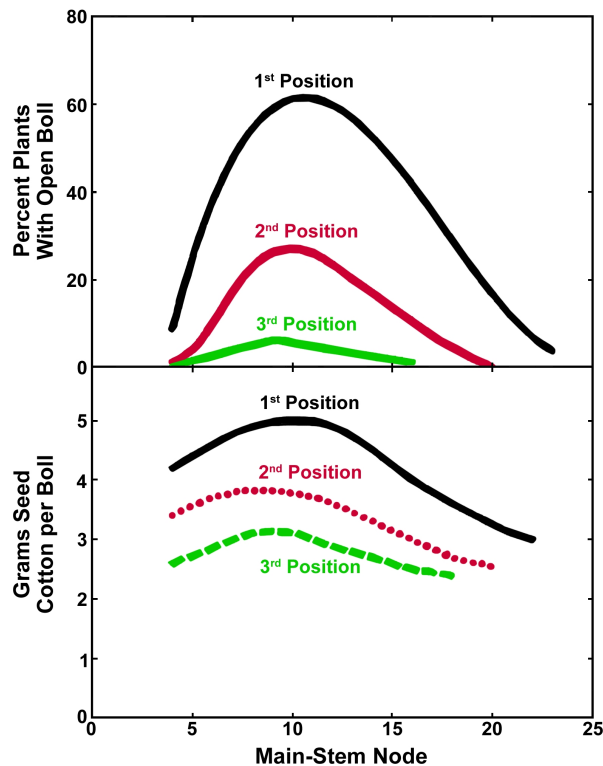 80
60
40
20
0
Percent Plants
With Open Boll
1st Position
2nd Position
3rd Position
5
4
3
2
1
0
Grams Seed
Cotton per Boll
1st Position
2nd Position
3rd Position
0 5 10 15 20 25
Main-Stem Node